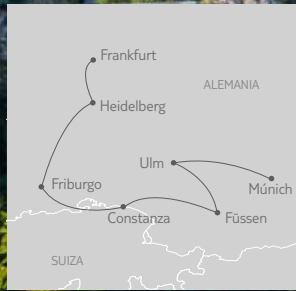 Frankfurt
ALEMANIA
Heidelberg
Ulm
Múnich
Friburgo
Constanza
Füssen
SUIZA